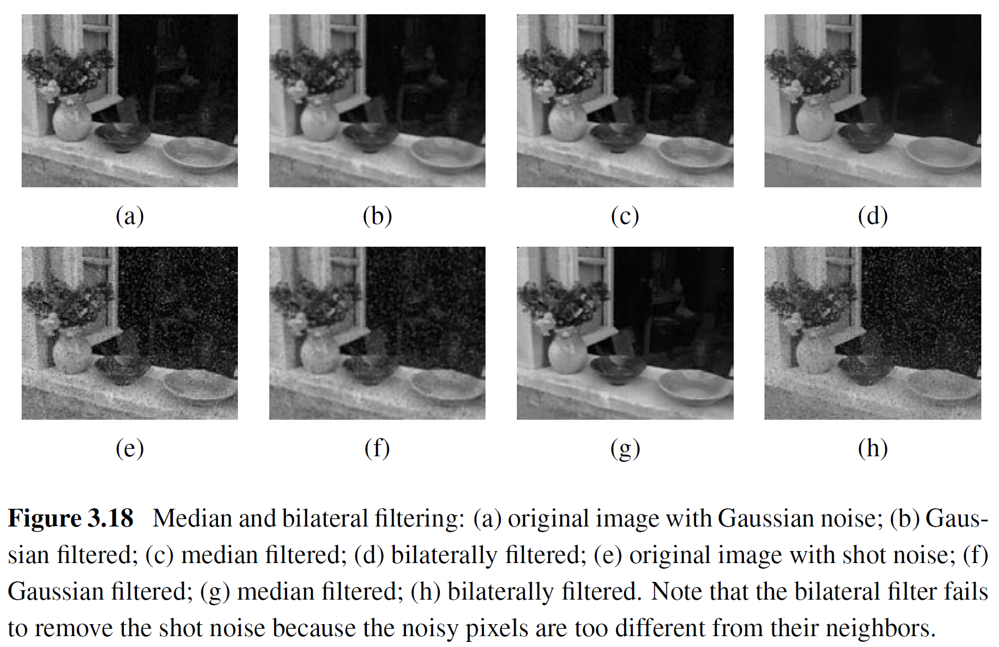 (a) (b) (c) (d)
(e) (f) (g) (h)
Figure 3.18 Median and bilateral filtering: (a) original image with Gaussian noise; (b) Gaus-
sian filtered; (c) median filtered; (d) bilaterally filtered; (e) original image with shot noise; (f)
Gaussian filtered; (g) median filtered; (h) bilaterally filtered. Note that the bilateral filter fails
to remove the shot noise because the noisy pixels are too different from their neighbors.